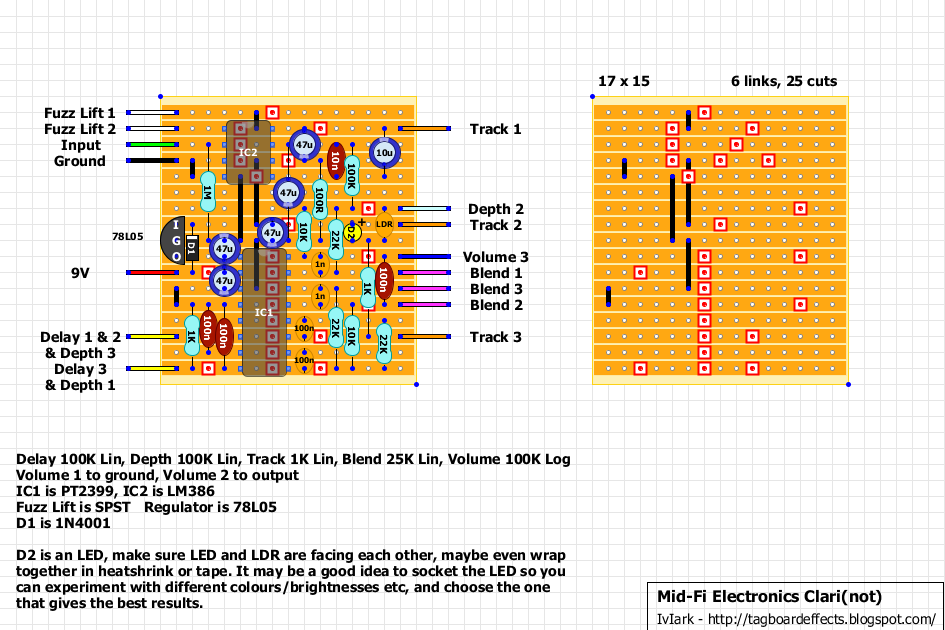 17 x 15
6 links, 25 cuts
Fuzz Lift 1
Fuzz Lift 2
Input
Ground
Track 1
IC2
47u
10n
10u
100K
1M
47u
100R
Depth 2
Track 2
78L05
I
G
O
D1
47u
47u
10K
22K
D2
+
LDR
Volume 3
9V
47u
1n
1K
100n
Blend 1
1n
Blend 3
Blend 2
IC1
Delay 1 & 2
& Depth 3
1K
100n
100n
100n
22K
10K
22K
Track 3
Delay 3
& Depth 1
100n
Delay 100K Lin, Depth 100K Lin, Track 1K Lin, Blend 25K Lin, Volume 100K Log
Volume 1 to ground, Volume 2 to output
IC1 is PT2399, IC2 is LM386
Fuzz Lift is SPST Regulator is 78L05
D1 is 1N4001
D2 is an LED, make sure LED and LDR are facing each other, maybe even wrap
together in heatshrink or tape. It may be a good idea to socket the LED so you
can experiment with different colours/brightnesses etc, and choose the one
that gives the best results.
Mid-Fi Electronics Clari(not)
IvIark - http://tagboardeffects.blogspot.com/